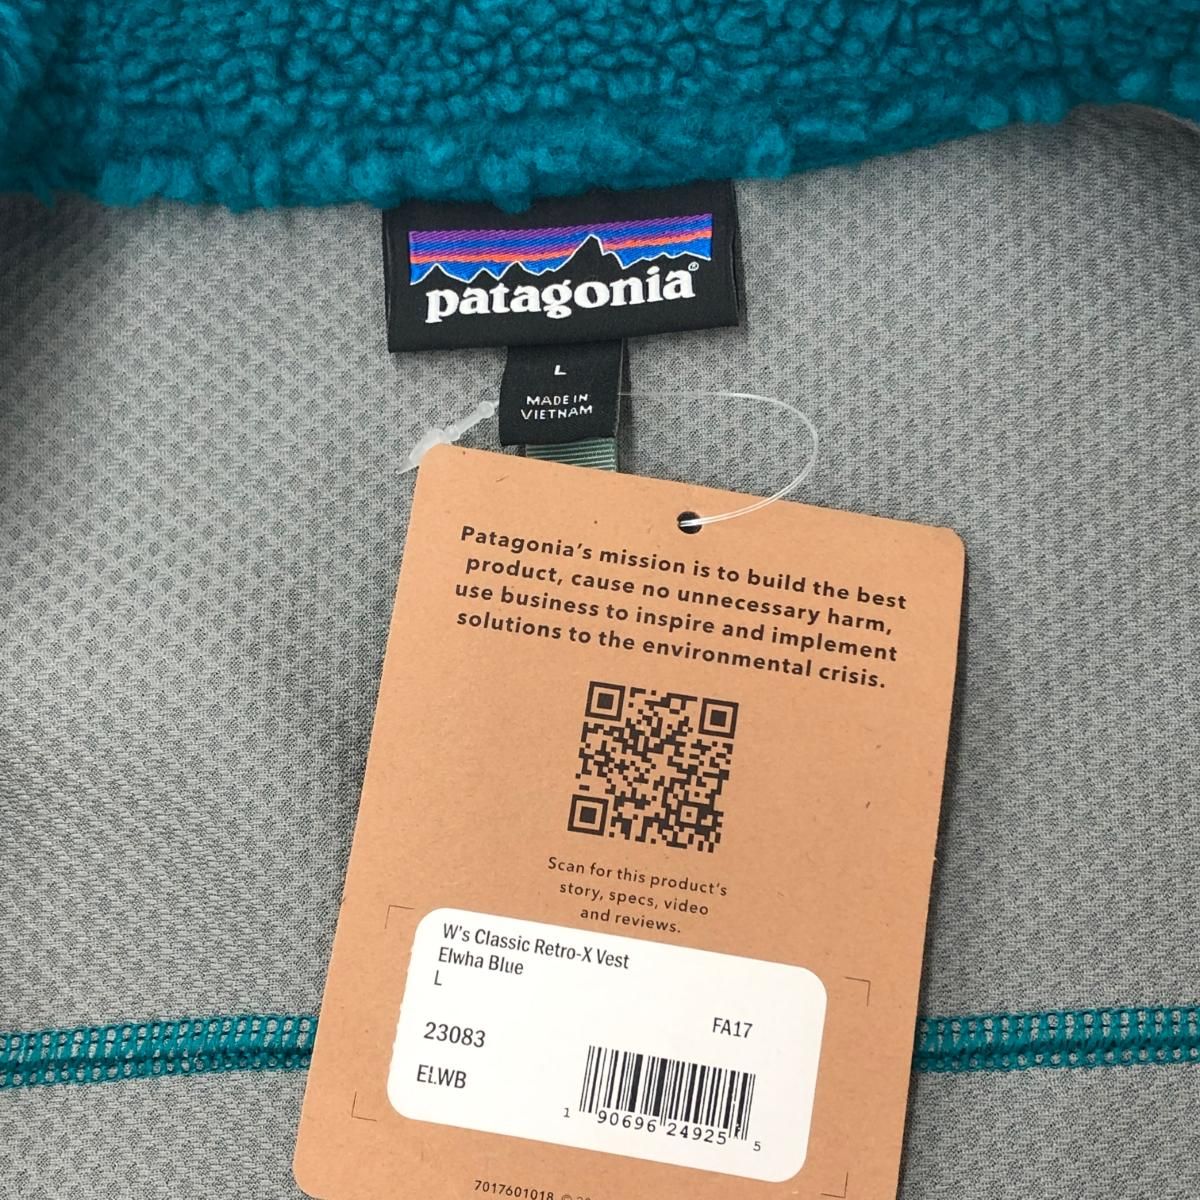 patagonia®
L
MADE IN
VIETNAM
Patagonia's mission is to build the best
product, cause no unnecessary harm,
use business to inspire and implement
solutions to the environmental crisis.
Scan for this product's
story, specs, video
and reviews.
W's Classic Retro-X Vest
Elwha Blue
L
23083
FA17
ELWB
1 90696 24925 5
7017601018 ©